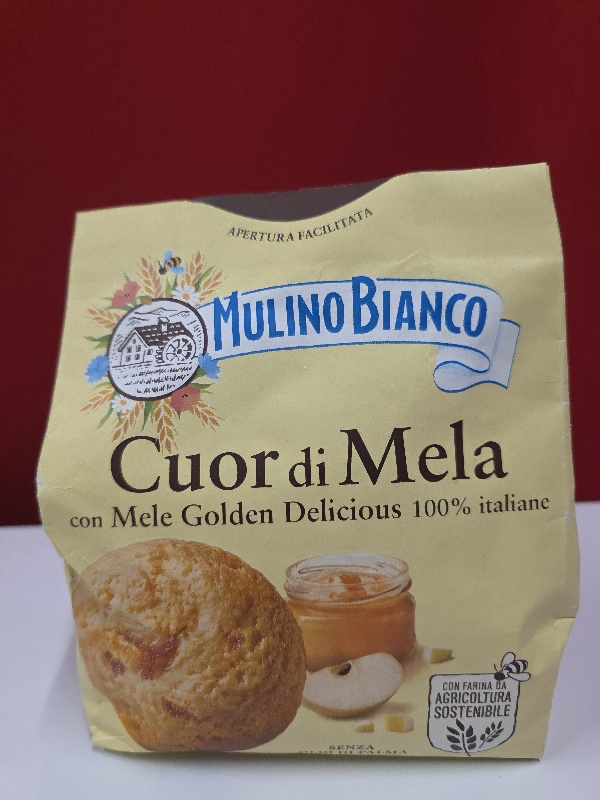 APERTURA FACILITATA
MULINO BIANCO
Cuor di Mela
con Mele Golden Delicious 100% italiane
CON FARINA DA
AGRICOLTURA
SOSTENIBILE
SENZA